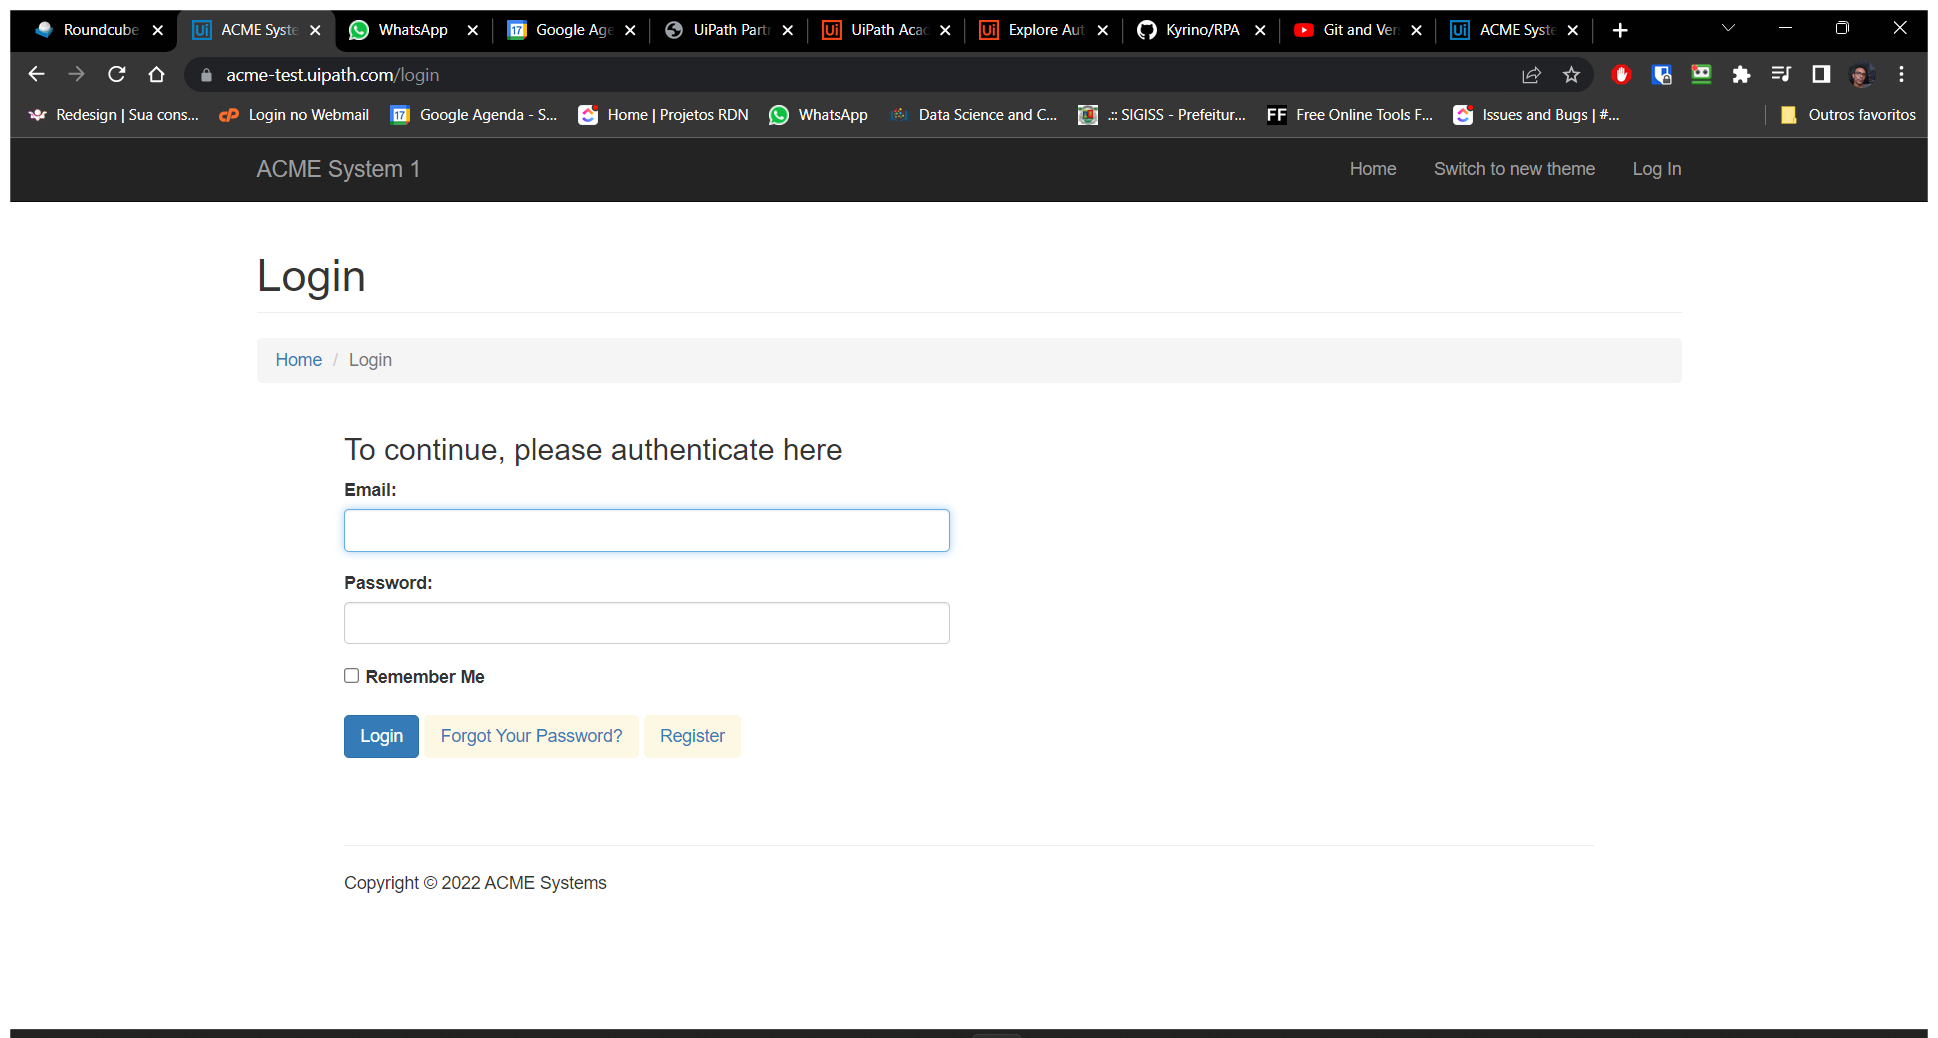 Roundcube ACME Syste WhatsApp Google Age UiPath Partn UiPath Acad Explore Aut Kyrino/RPA Git and Vers ACME Syste
acme-test.uipath.com/login
Redesign | Sua cons... Login no Webmail Google Agenda - S... Home | Projetos RDN WhatsApp Data Science and C... .:: SIGISS - Prefeitur... FF Free Online Tools F... Issues and Bugs | #... Outros favoritos
ACME System 1 Home Switch to new theme Log In
Login
Home / Login
To continue, please authenticate here
Email:
Password:
Remember Me
Login Forgot Your Password? Register
Copyright © 2022 ACME Systems